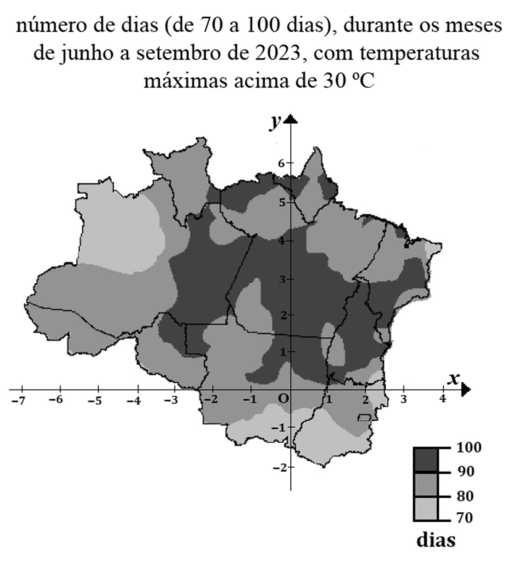 número de dias (de 70 a 100 dias), durante os meses
de junho a setembro de 2023, com temperaturas
máximas acima de 30 ºC
y
6
5
4
3
2
1
x
−7 −6 −5 −4 −3 −2 −1 O 1 2 3 4
−1
−2
100
90
80
70
dias